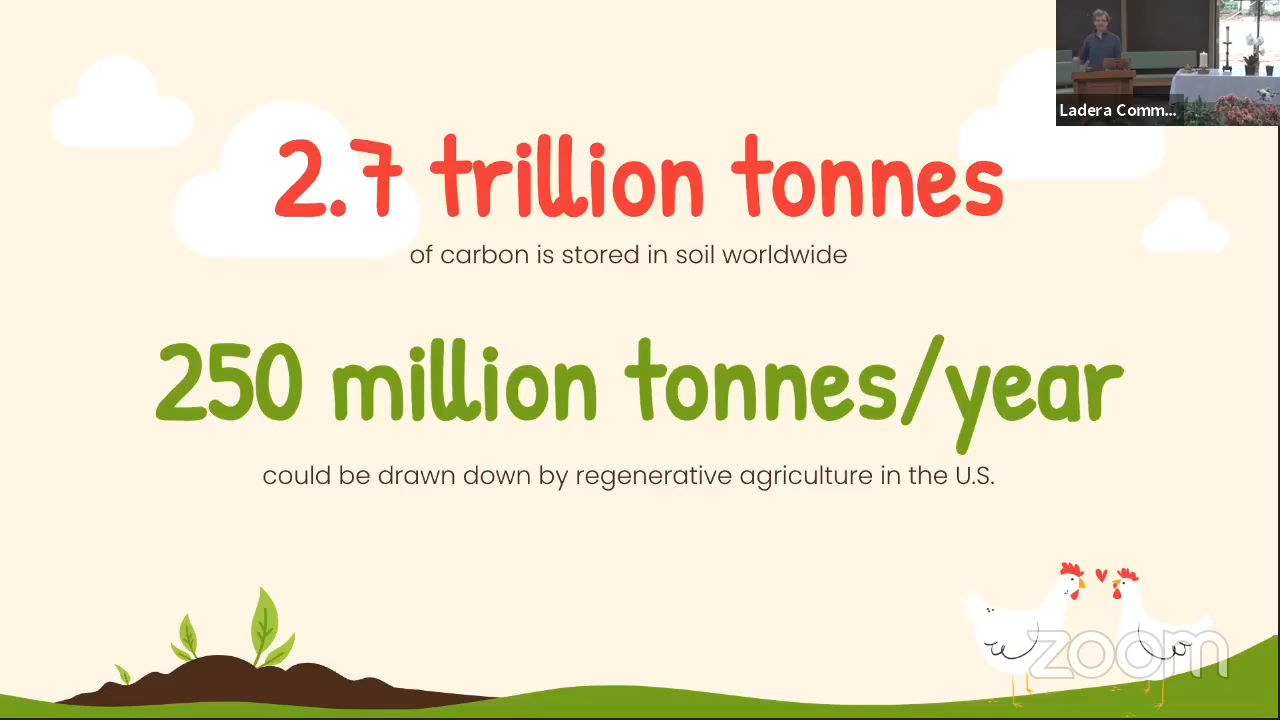 Ladera Comm...
2.7 trillion tonnes
of carbon is stored in soil worldwide
250 million tonnes/year
could be drawn down by regenerative agriculture in the U.S.
zoom